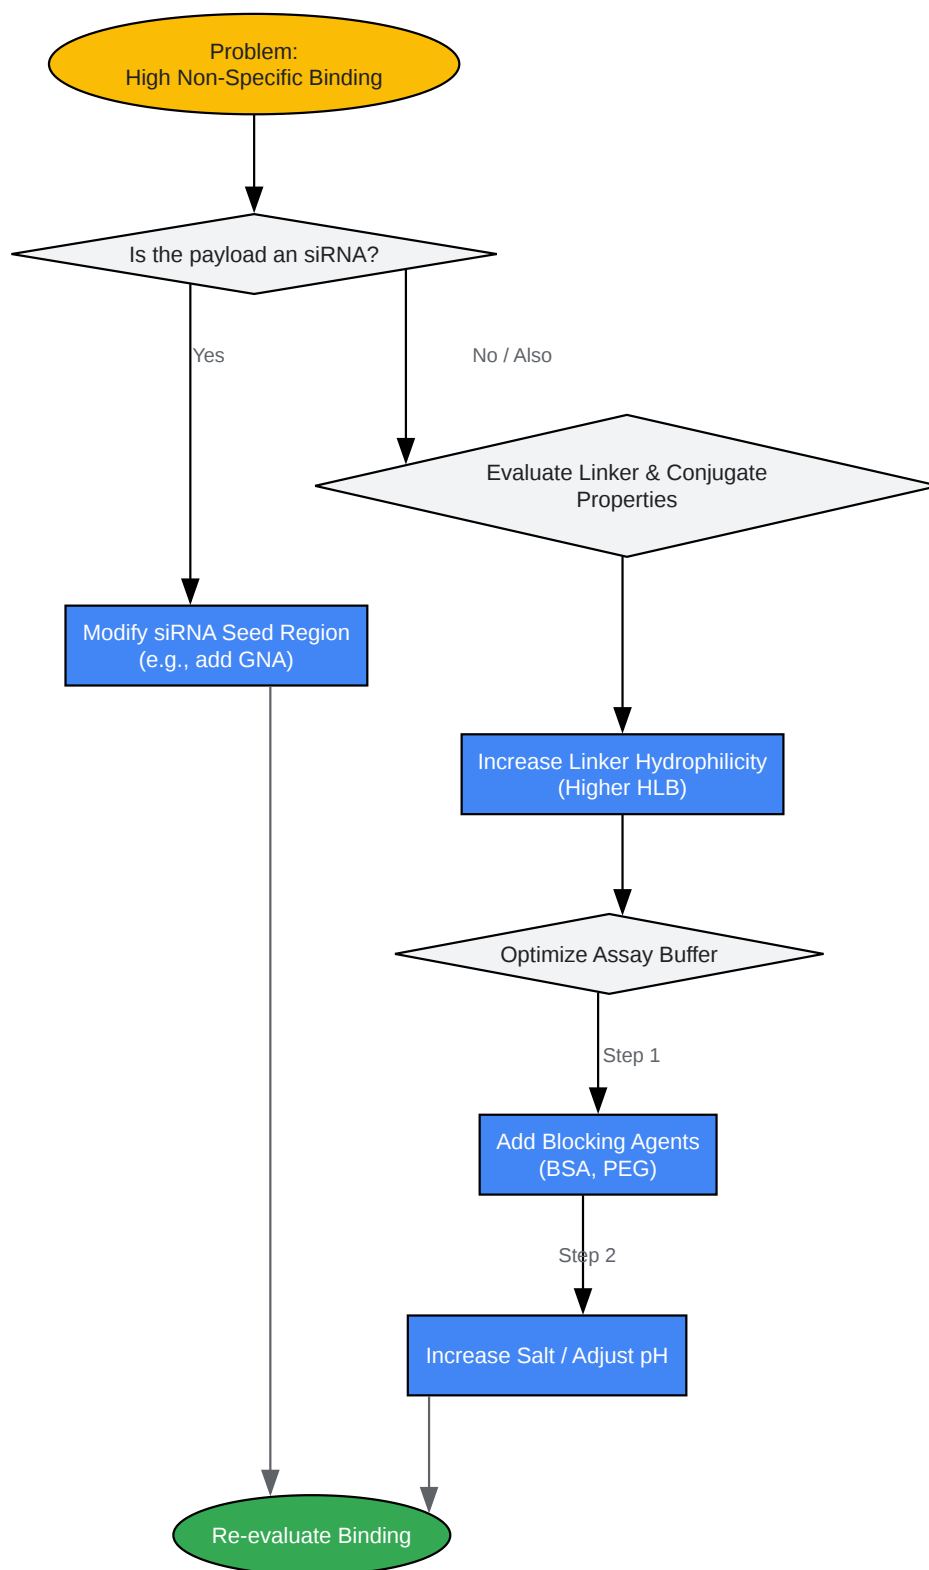 Problem:
High Non-Specific Binding
Is the payload an siRNA?
Yes
No / Also
Evaluate Linker & Conjugate
Properties
Modify siRNA Seed Region
(e.g., add GNA)
Increase Linker Hydrophilicity
(Higher HLB)
Optimize Assay Buffer
Step 1
Add Blocking Agents
(BSA, PEG)
Step 2
Increase Salt / Adjust pH
Re-evaluate Binding